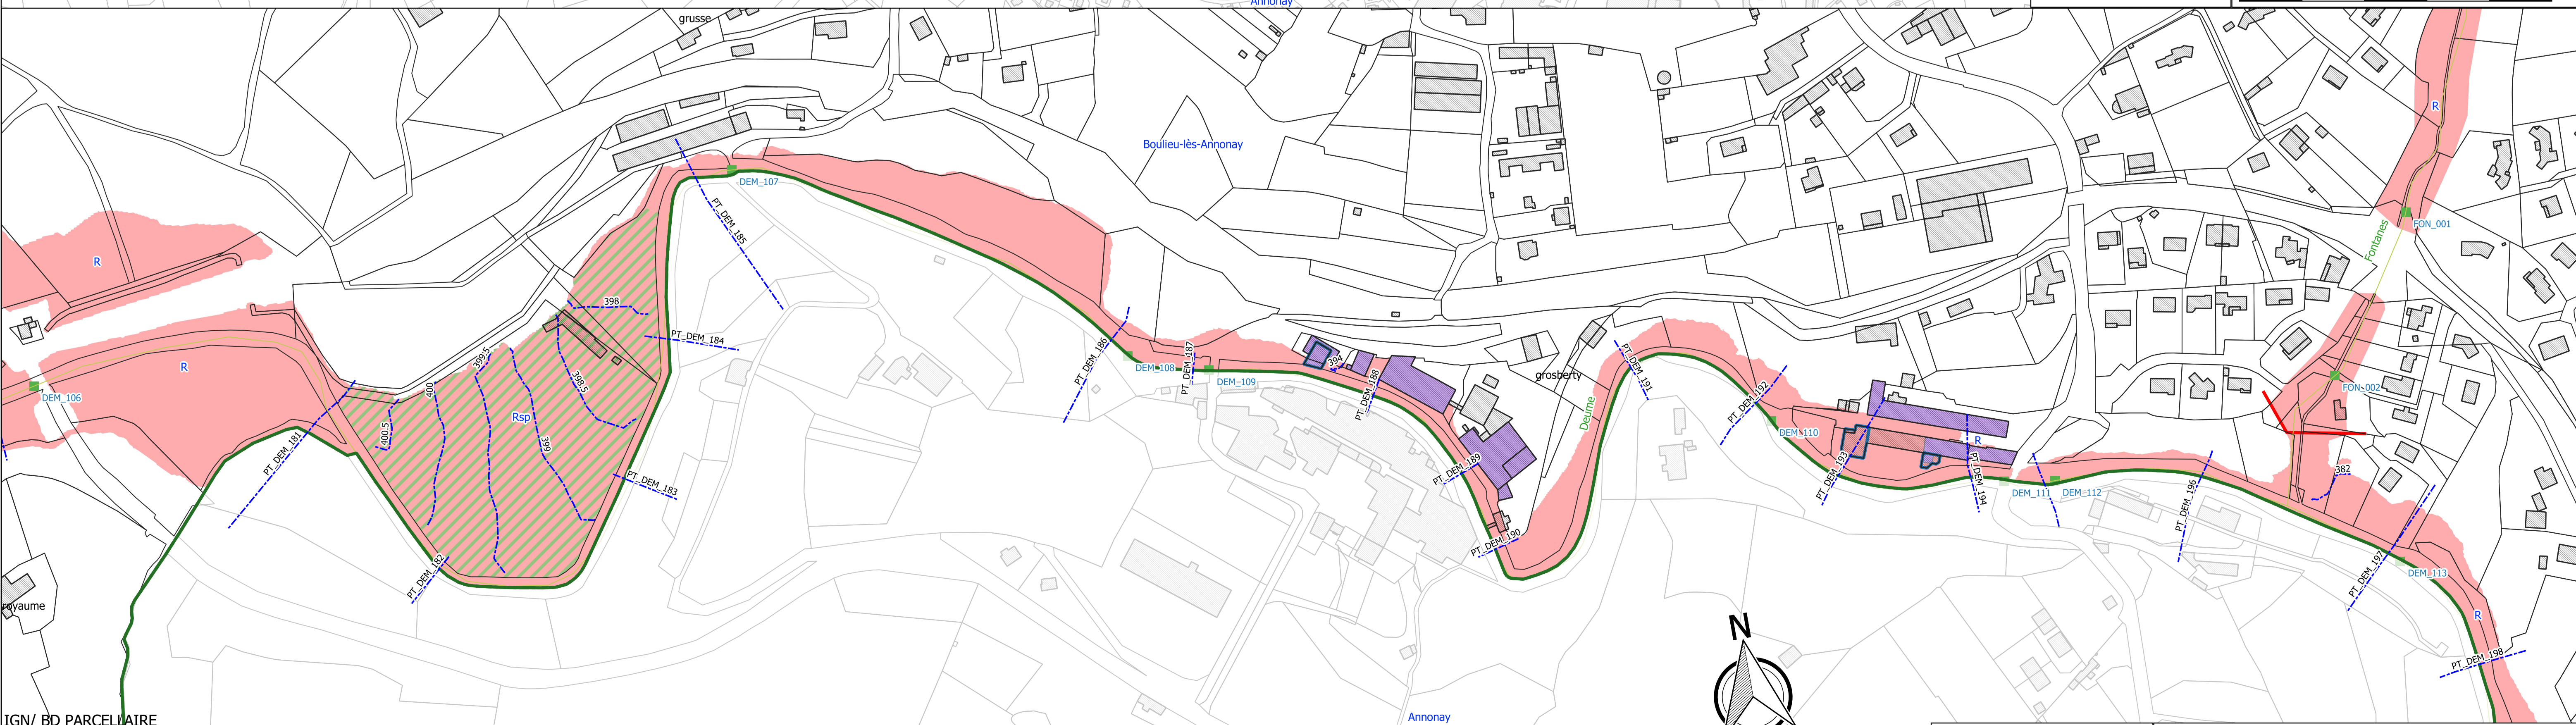 Annonay
grusse
R
Boulieu-lès-Annonay
DEM_107
PT_DEM_185
FON_001
Fontanes
R
398
PT_DEM_184
399.5
398.5
400
400.5
Rsp
399
R
DEM_106
PT_DEM_181
PT_DEM_183
PT_DEM_182
PT_DEM_186
DEM_108
PT_DEM_187
DEM_109
394
PT_DEM_188
PT_DEM_189
PT_DEM_190
grosberty
Deume
PT_DEM_191
PT_DEM_192
DEM_110
PT_DEM_193
R
PT_DEM_194
DEM_111
DEM_112
PT_DEM_196
FON_002
382
PT_DEM_197
DEM_113
R
PT_DEM_198
royaume
N
Annonay
IGN/ BD PARCELLAIRE